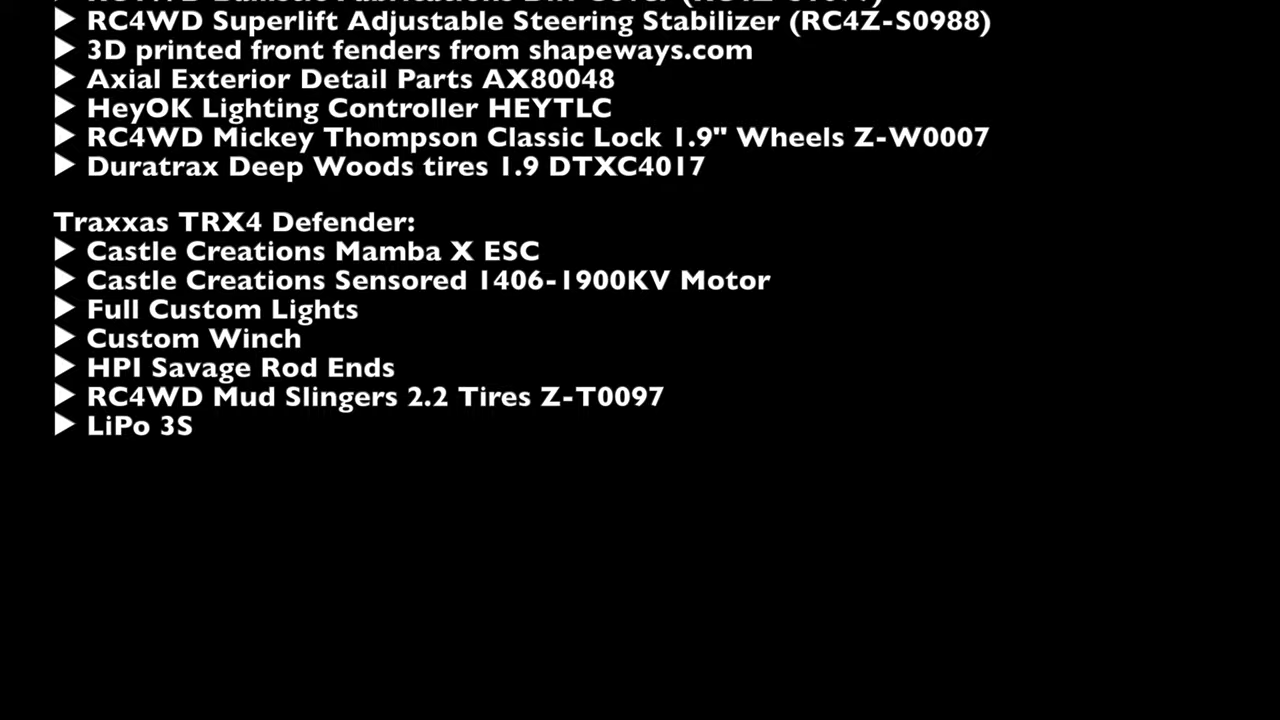 ▶ RC4WD Superlift Adjustable Steering Stabilizer (RC4Z-S0988)
▶ 3D printed front fenders from shapeways.com
▶ Axial Exterior Detail Parts AX80048
▶ HeyOK Lighting Controller HEYTLC
▶ RC4WD Mickey Thompson Classic Lock 1.9" Wheels Z-W0007
▶ Duratrax Deep Woods tires 1.9 DTXC4017
Traxxas TRX4 Defender:
▶ Castle Creations Mamba X ESC
▶ Castle Creations Sensored 1406-1900KV Motor
▶ Full Custom Lights
▶ Custom Winch
▶ HPI Savage Rod Ends
▶ RC4WD Mud Slingers 2.2 Tires Z-T0097
▶ LiPo 3S